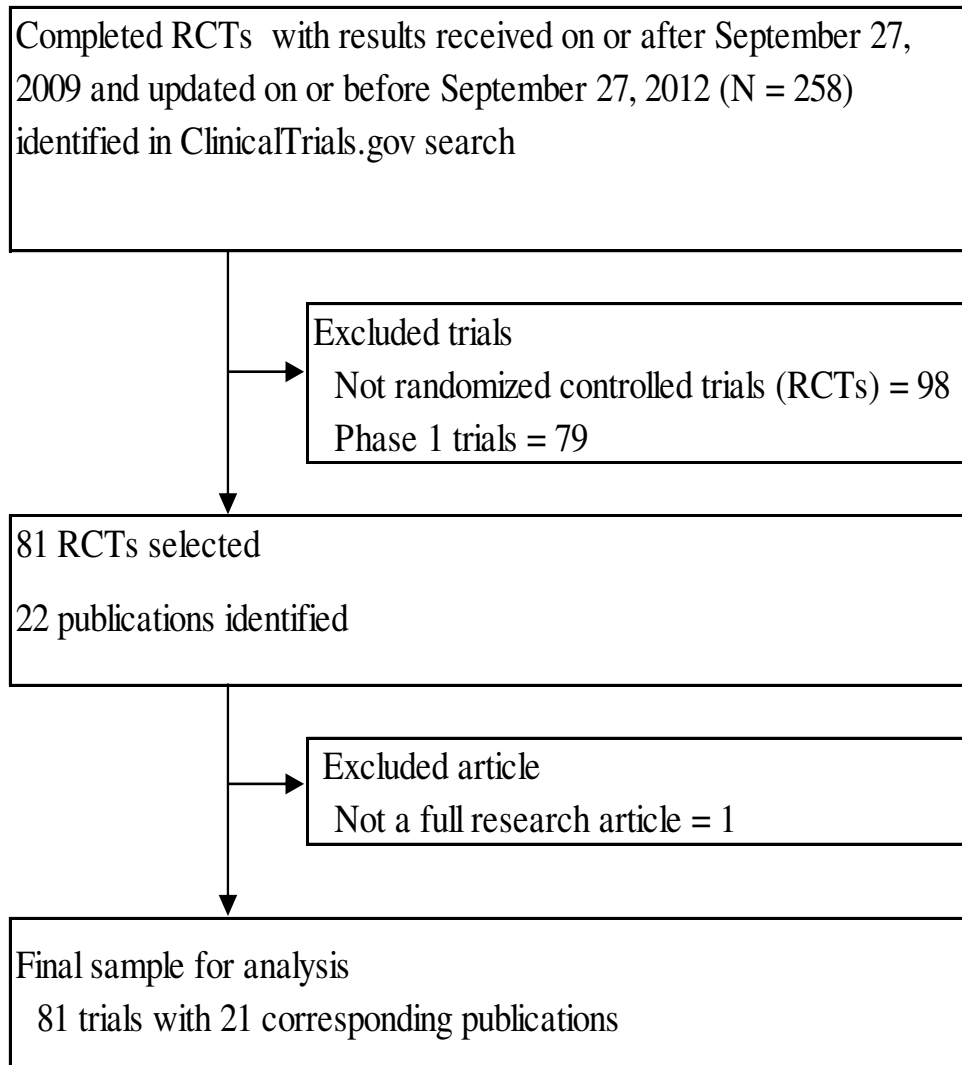 Completed RCTs with results received on or after September 27,
2009 and updated on or before September 27, 2012 (N = 258)
identified in ClinicalTrials.gov search
Excluded trials
Not randomized controlled trials (RCTs) = 98
Phase 1 trials = 79
81 RCTs selected
22 publications identified
Excluded article
Not a full research article = 1
Final sample for analysis
81 trials with 21 corresponding publications